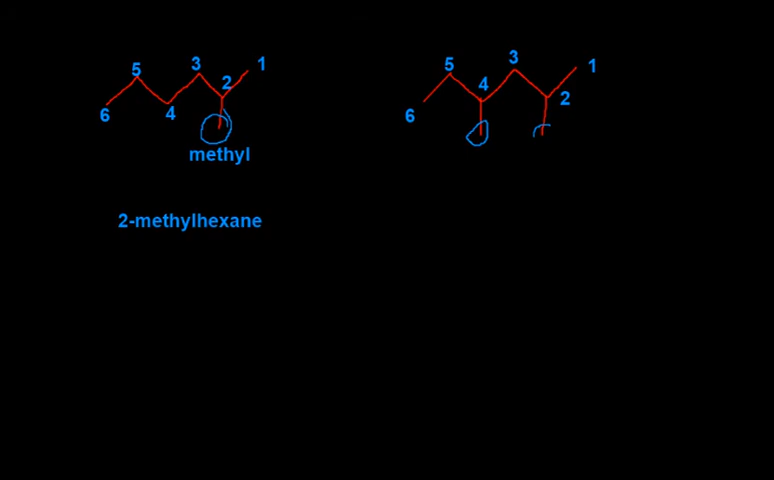 5 3 2 1
6 4
methyl
5 4 3 1
6 2
2-methylhexane